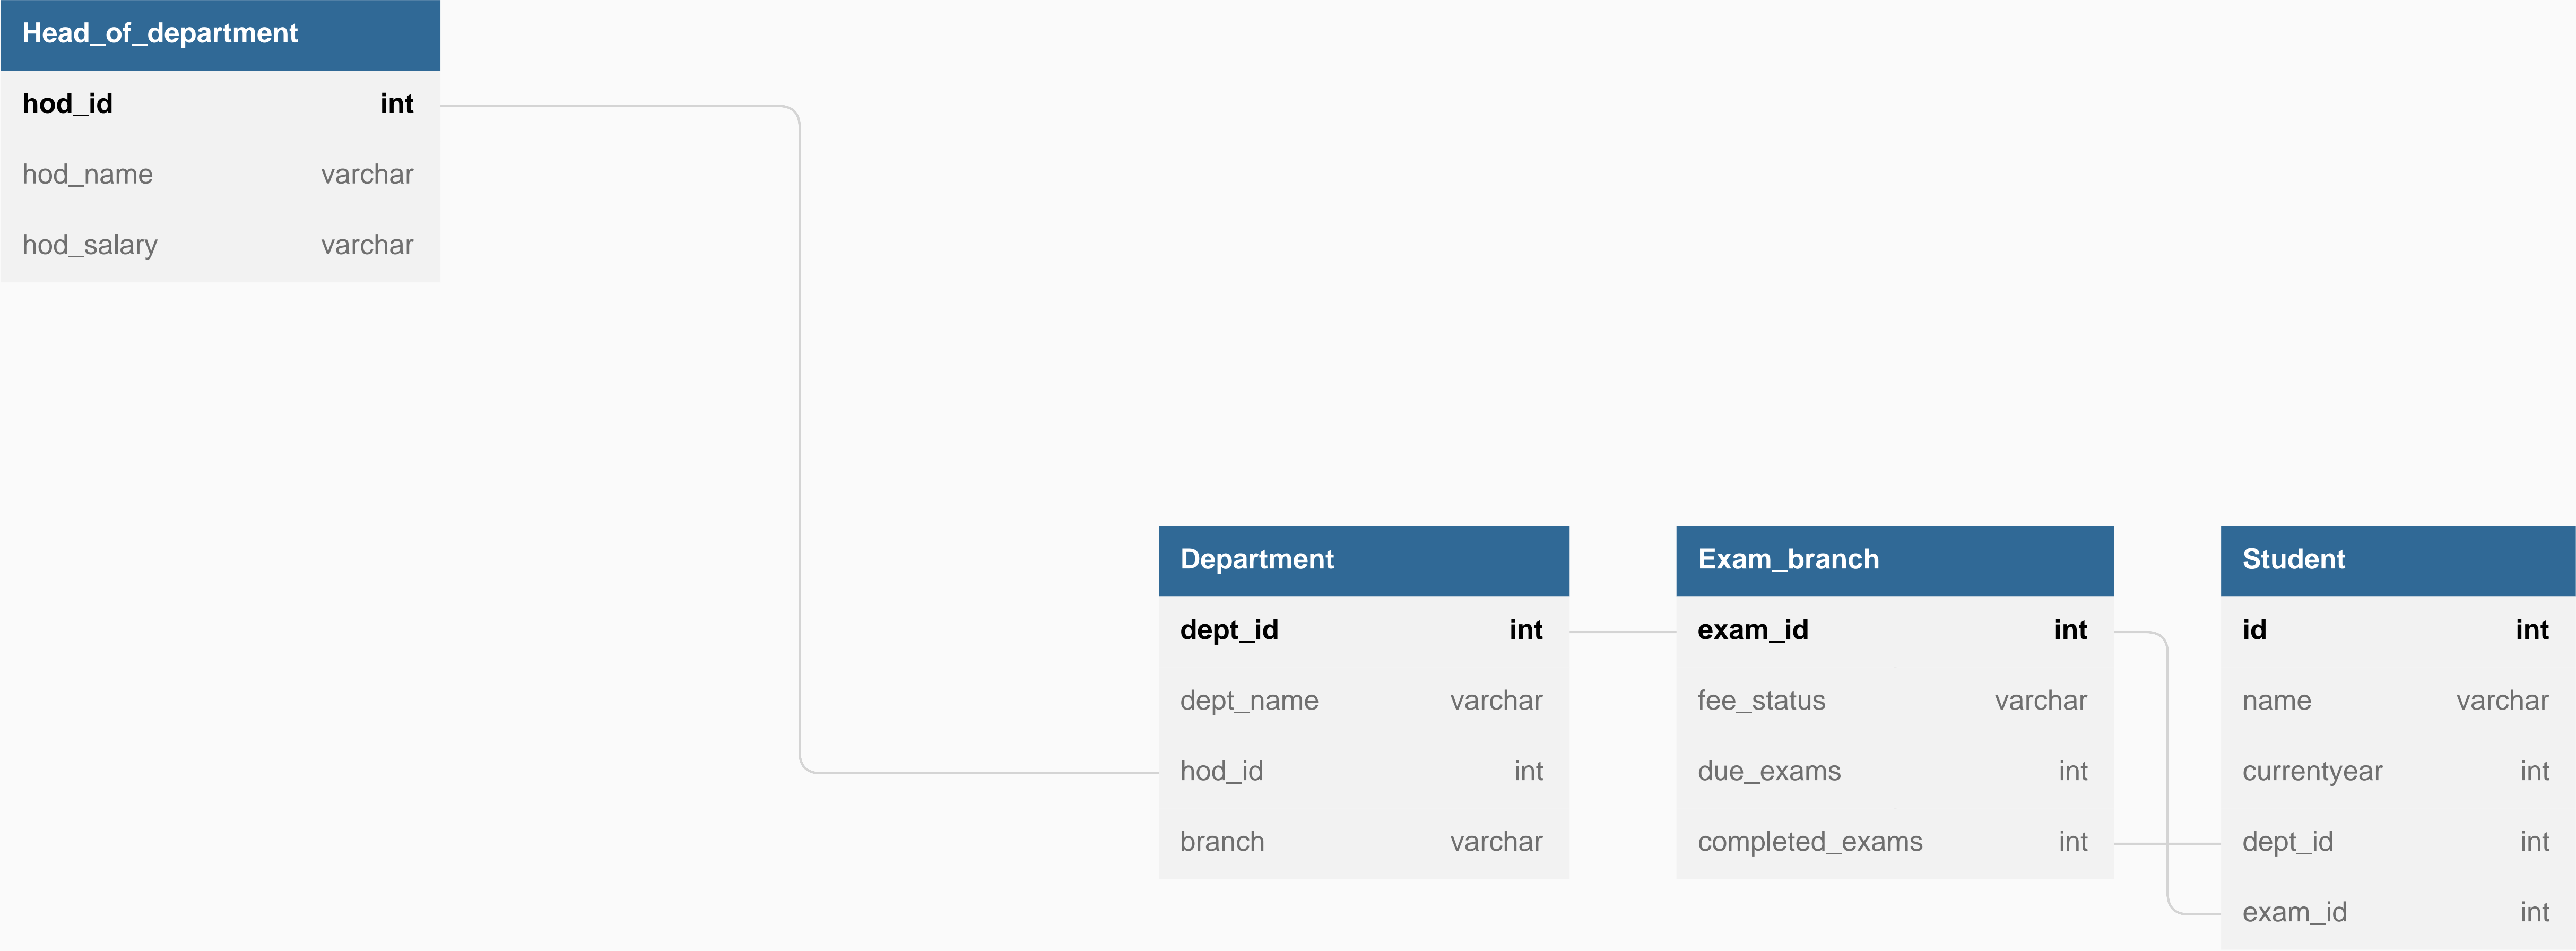 Head_of_department
hod_id int
hod_name varchar
hod_salary varchar
Department
dept_id int
dept_name varchar
hod_id int
branch varchar
Exam_branch
exam_id int
fee_status varchar
due_exams int
completed_exams int
Student
id int
name varchar
currentyear int
dept_id int
exam_id int